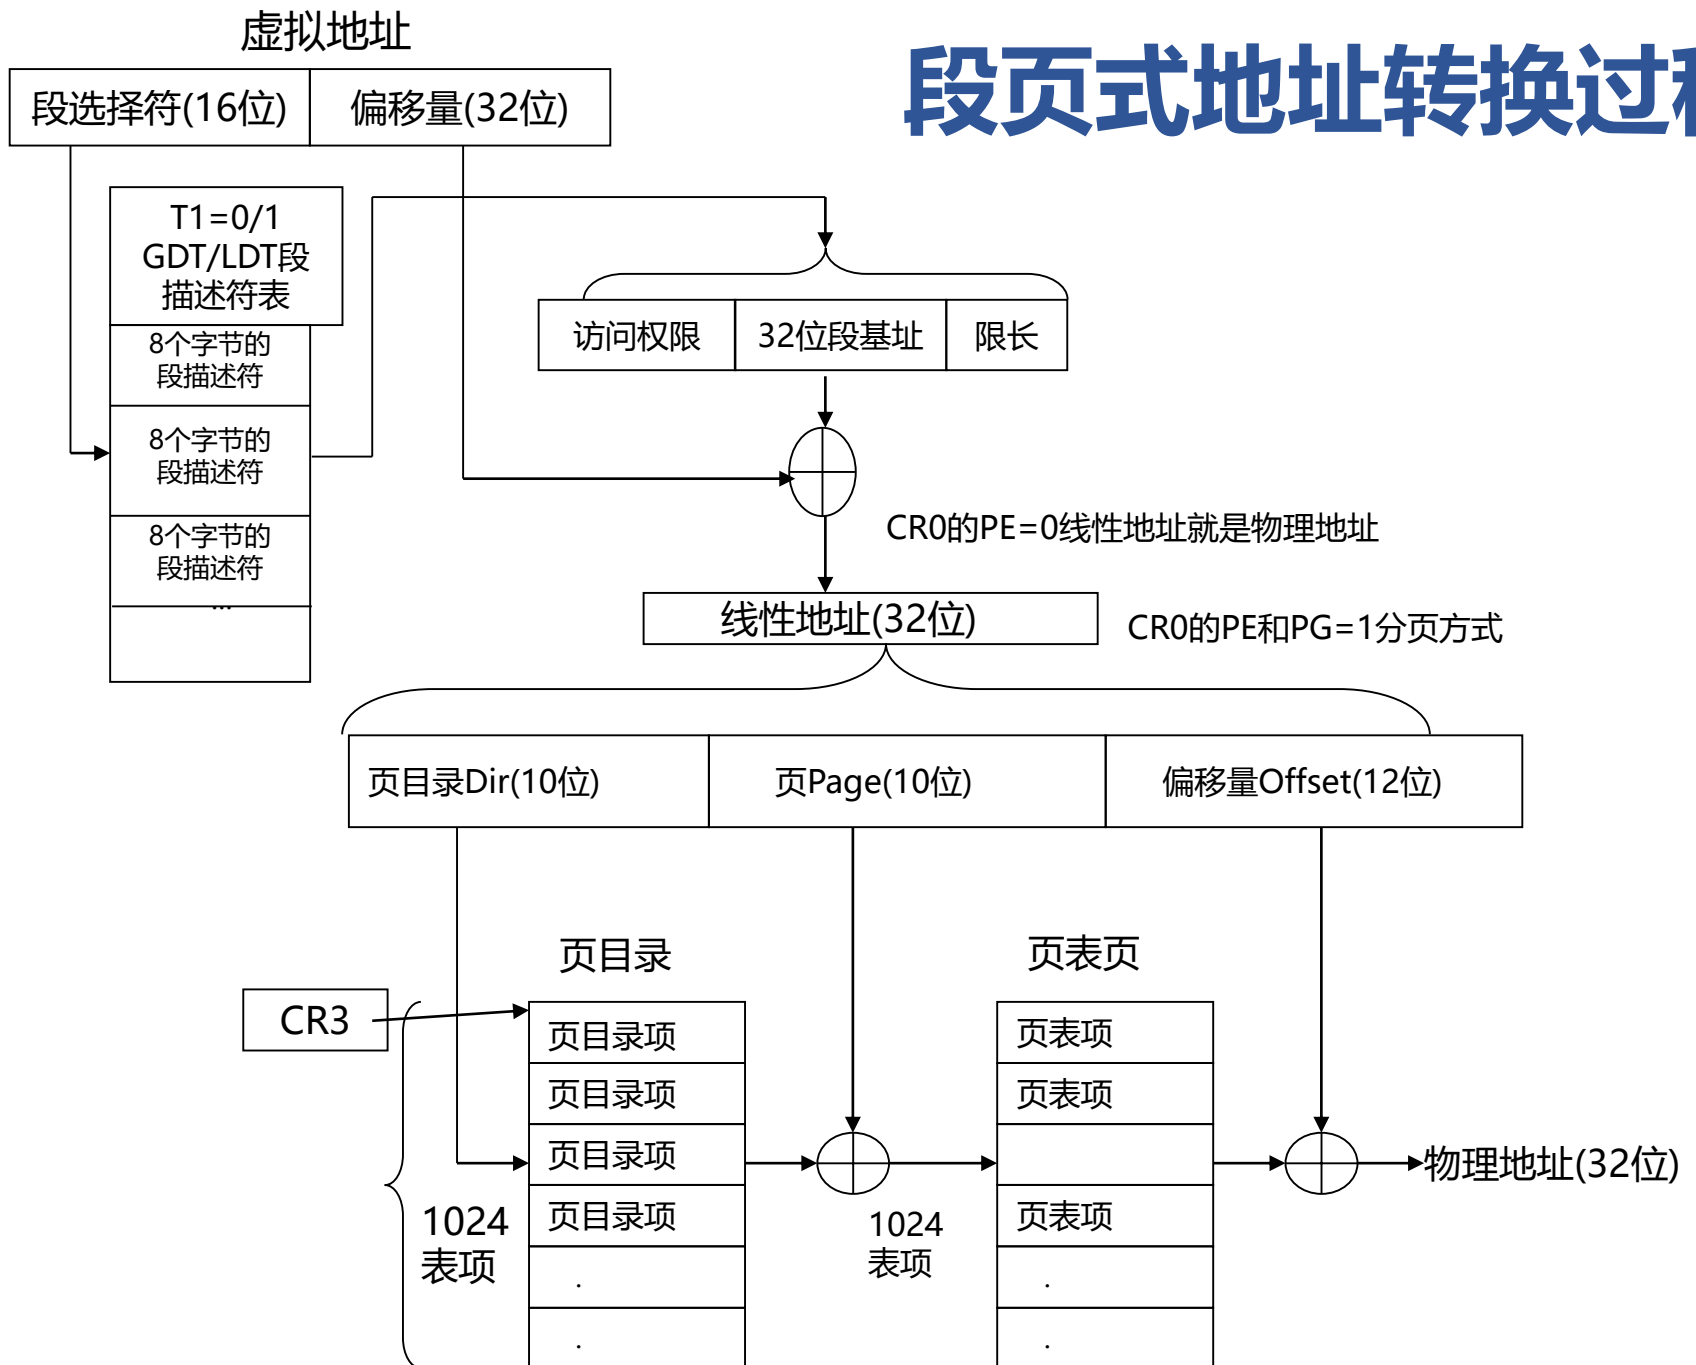 虚拟地址
段页式地址转换过
段选择符(16位)
偏移量(32位)
T1=0/1
GDT/LDT段
描述符表
8个字节的
段描述符
8个字节的
段描述符
8个字节的
段描述符
...
访问权限
32位段基址
限长
CR0的PE=0线性地址就是物理地址
线性地址(32位)
CR0的PE和PG=1分页方式
页目录Dir(10位)
页Page(10位)
偏移量Offset(12位)
页目录
页表页
CR3
页目录项
页目录项
页目录项
页目录项
.
.
1024
表项
页表项
页表项
页表项
.
.
1024
表项
物理地址(32位)